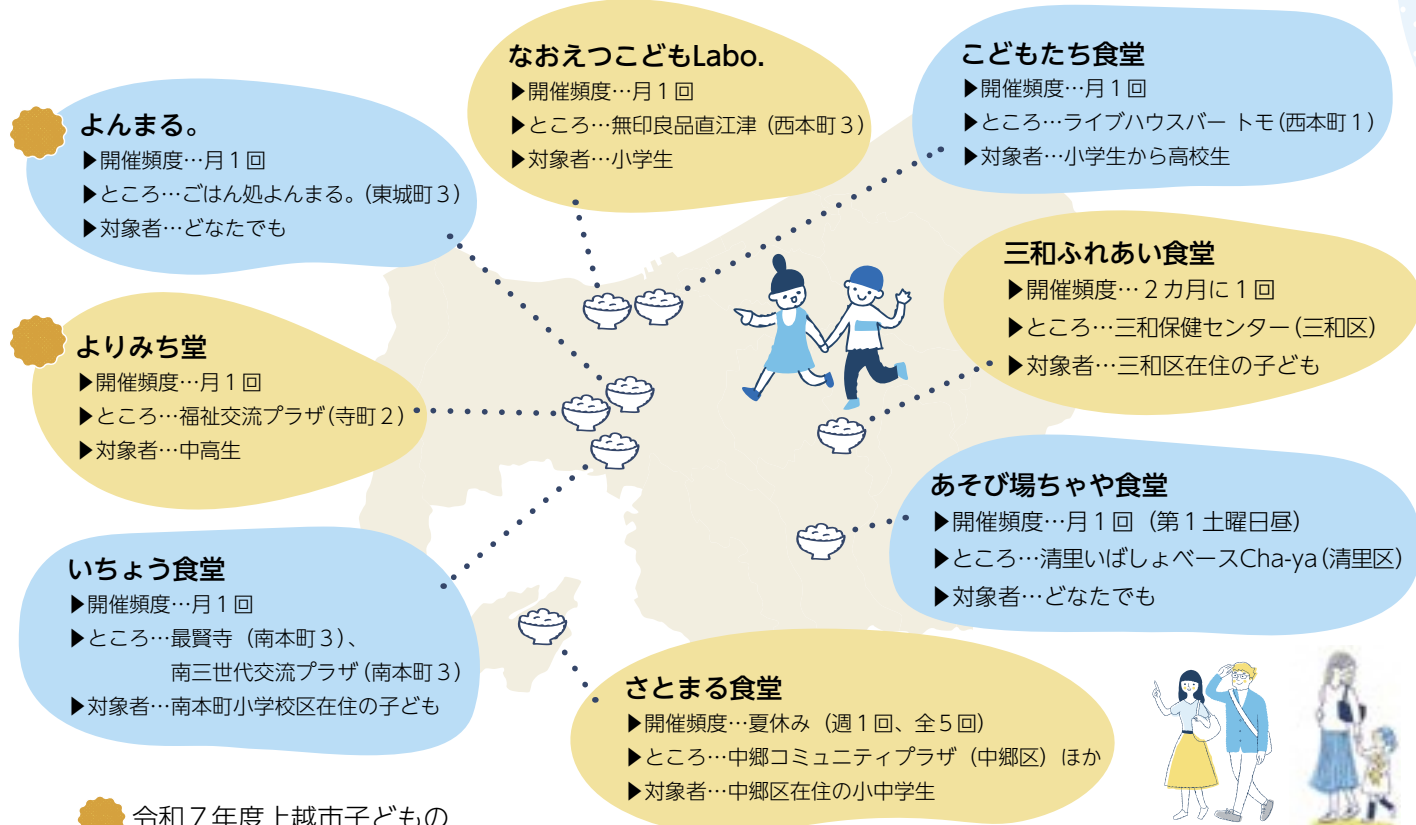 なおえつこどもLabo.
▶開催頻度…月1回
▶ところ…無印良品直江津（西本町3）
▶対象者…小学生
こどもたち食堂
▶開催頻度…月1回
▶ところ…ライブハウスバー トモ（西本町1）
▶対象者…小学生から高校生
よんまる。
▶開催頻度…月1回
▶ところ…ごはん処よんまる。（東城町3）
▶対象者…どなたでも
三和ふれあい食堂
▶開催頻度…2カ月に1回
▶ところ…三和保健センター（三和区）
▶対象者…三和区在住の子ども
よりみち堂
▶開催頻度…月1回
▶ところ…福祉交流プラザ（寺町2）
▶対象者…中高生
あそび場ちゃや食堂
▶開催頻度…月1回（第1土曜日昼）
▶ところ…清里いばしょベースCha-ya（清里区）
▶対象者…どなたでも
いちょう食堂
▶開催頻度…月1回
▶ところ…最賢寺（南本町3）、
南三世代交流プラザ（南本町3）
▶対象者…南本町小学校区在住の子ども
さとまる食堂
▶開催頻度…夏休み（週1回、全5回）
▶ところ…中郷コミュニティプラザ（中郷区）ほか
▶対象者…中郷区在住の小中学生
令和7年度上越市子どもの